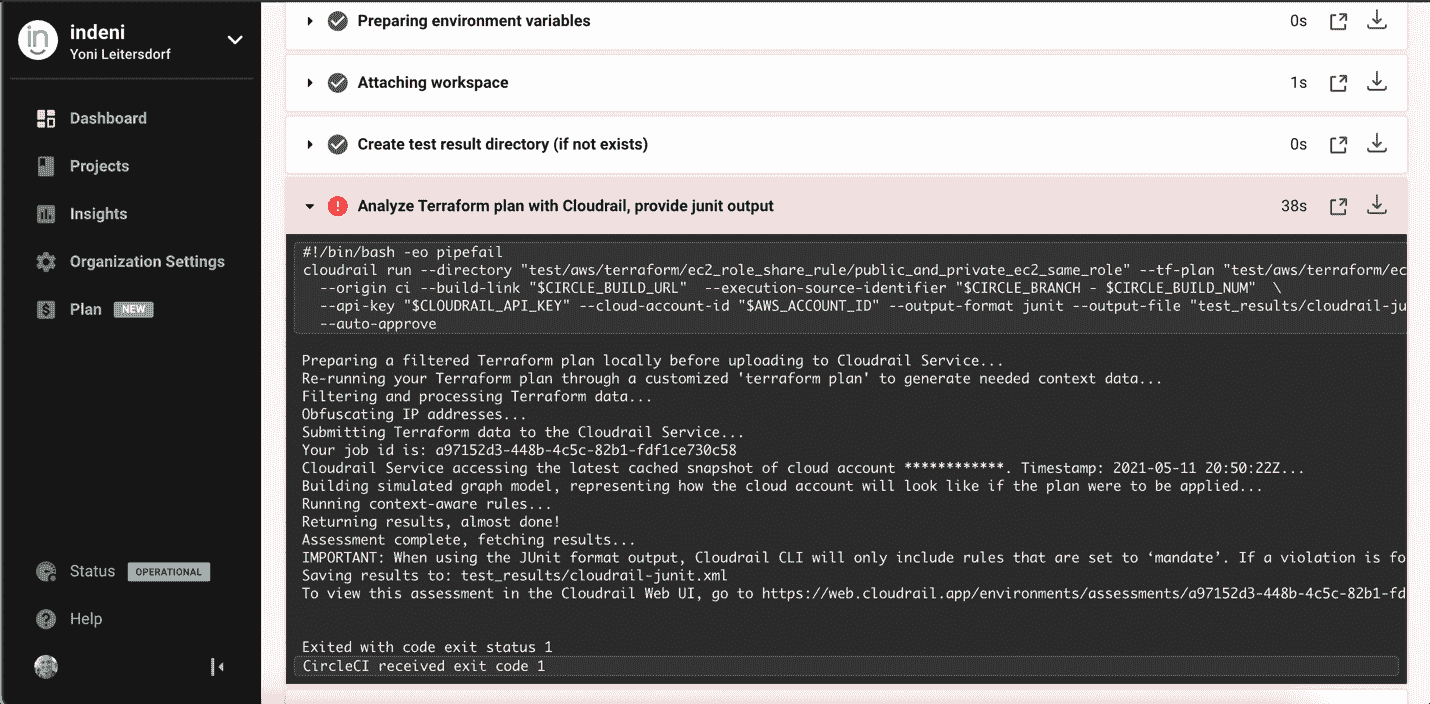 in
indeni
Yoni Leitersdorf
Dashboard
Projects
Insights
Organization Settings
Plan NEW
Status OPERATIONAL
Help
Preparing environment variables 0s
Attaching workspace 1s
Create test result directory (if not exists) 0s
Analyze Terraform plan with Cloudrail, provide junit output 38s
#!/bin/bash -eo pipefail
cloudrail run --directory "test/aws/terraform/ec2_role_share_rule/public_and_private_ec2_same_role" --tf-plan "test/aws/terraform/ec
--origin ci --build-link "$CIRCLE_BUILD_URL"  --execution-source-identifier "$CIRCLE_BRANCH - $CIRCLE_BUILD_NUM"  \
--api-key "$CLOUDRAIL_API_KEY" --cloud-account-id "$AWS_ACCOUNT_ID" --output-format junit --output-file "test_results/cloudrail-ju
--auto-approve
Preparing a filtered Terraform plan locally before uploading to Cloudrail Service...
Re-running your Terraform plan through a customized 'terraform plan' to generate needed context data...
Filtering and processing Terraform data...
Obfuscating IP addresses...
Submitting Terraform data to the Cloudrail Service...
Your job id is: a97152d3-448b-4c5c-82b1-fdf1ce730c58
Cloudrail Service accessing the latest cached snapshot of cloud account ************. Timestamp: 2021-05-11 20:50:22Z...
Building simulated graph model, representing how the cloud account will look like if the plan were to be applied...
Running context-aware rules...
Returning results, almost done!
Assessment complete, fetching results...
IMPORTANT: When using the JUnit format output, Cloudrail CLI will only include rules that are set to ‘mandate’. If a violation is fo
Saving results to: test_results/cloudrail-junit.xml
To view this assessment in the Cloudrail Web UI, go to https://web.cloudrail.app/environments/assessments/a97152d3-448b-4c5c-82b1-fd
Exited with code exit status 1
CircleCI received exit code 1